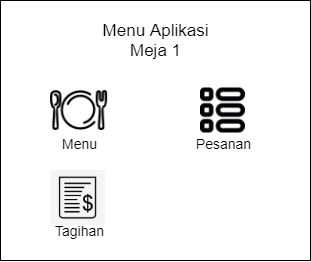 Menu Aplikasi
Meja 1
Menu
Pesanan
$
Tagihan